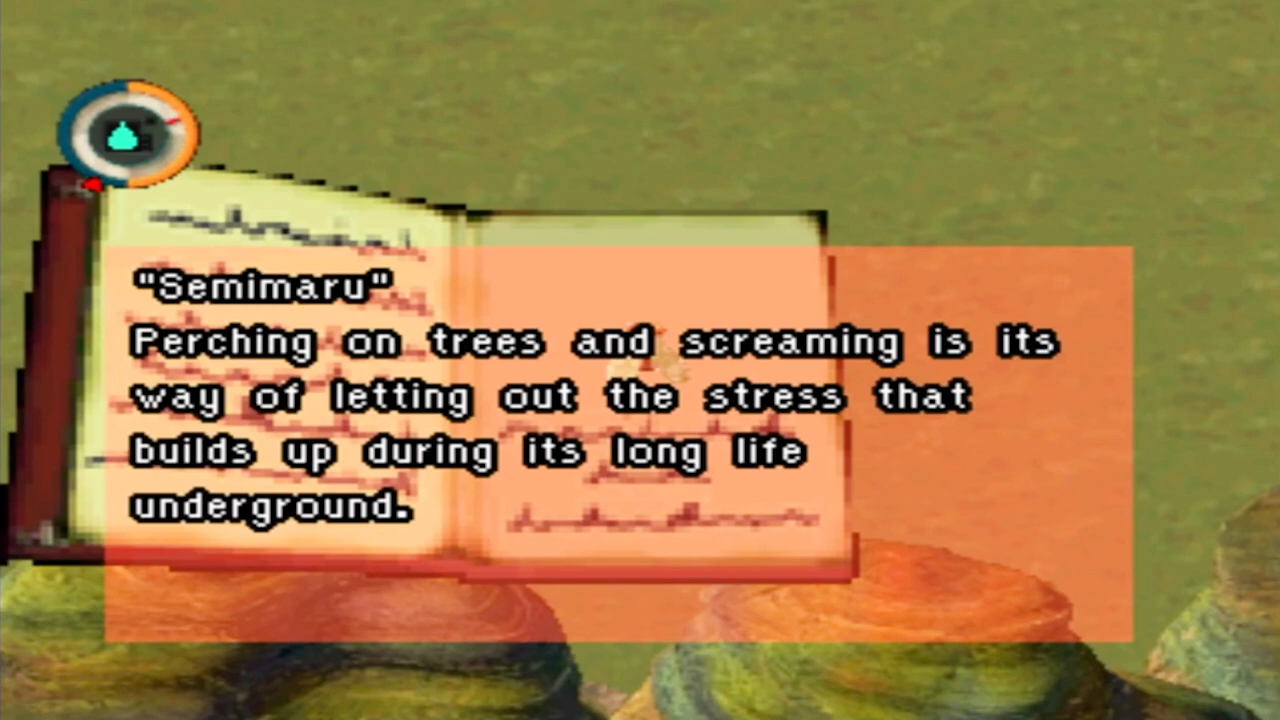 "Semimaru"
Perching on trees and screaming is its
way of letting out the stress that
builds up during its long life
underground.